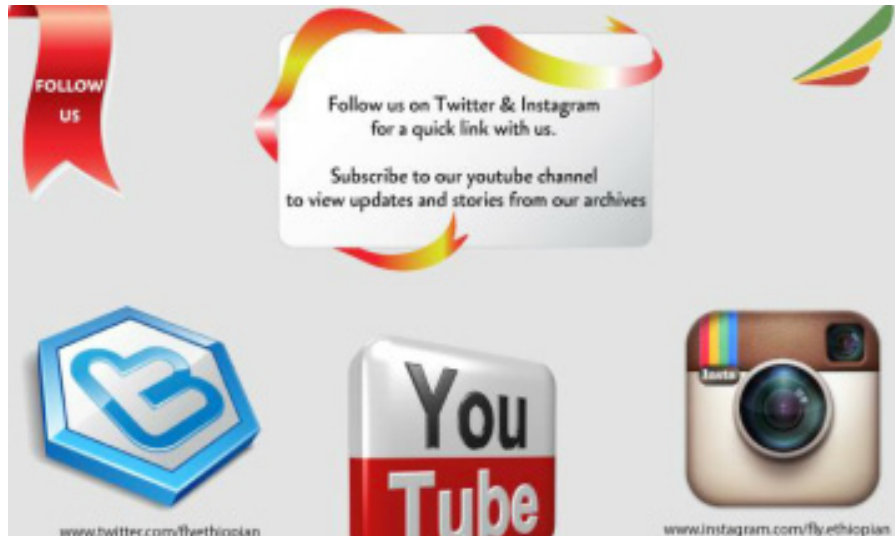 FOLLOW
US
Follow us on Twitter & Instagram
for a quick link with us.
Subscribe to our youtube channel
to view updates and stories from our archives
You
Tube
Insta
www.twitter.com/flyethiopian
www.instagram.com/fly.ethiopian